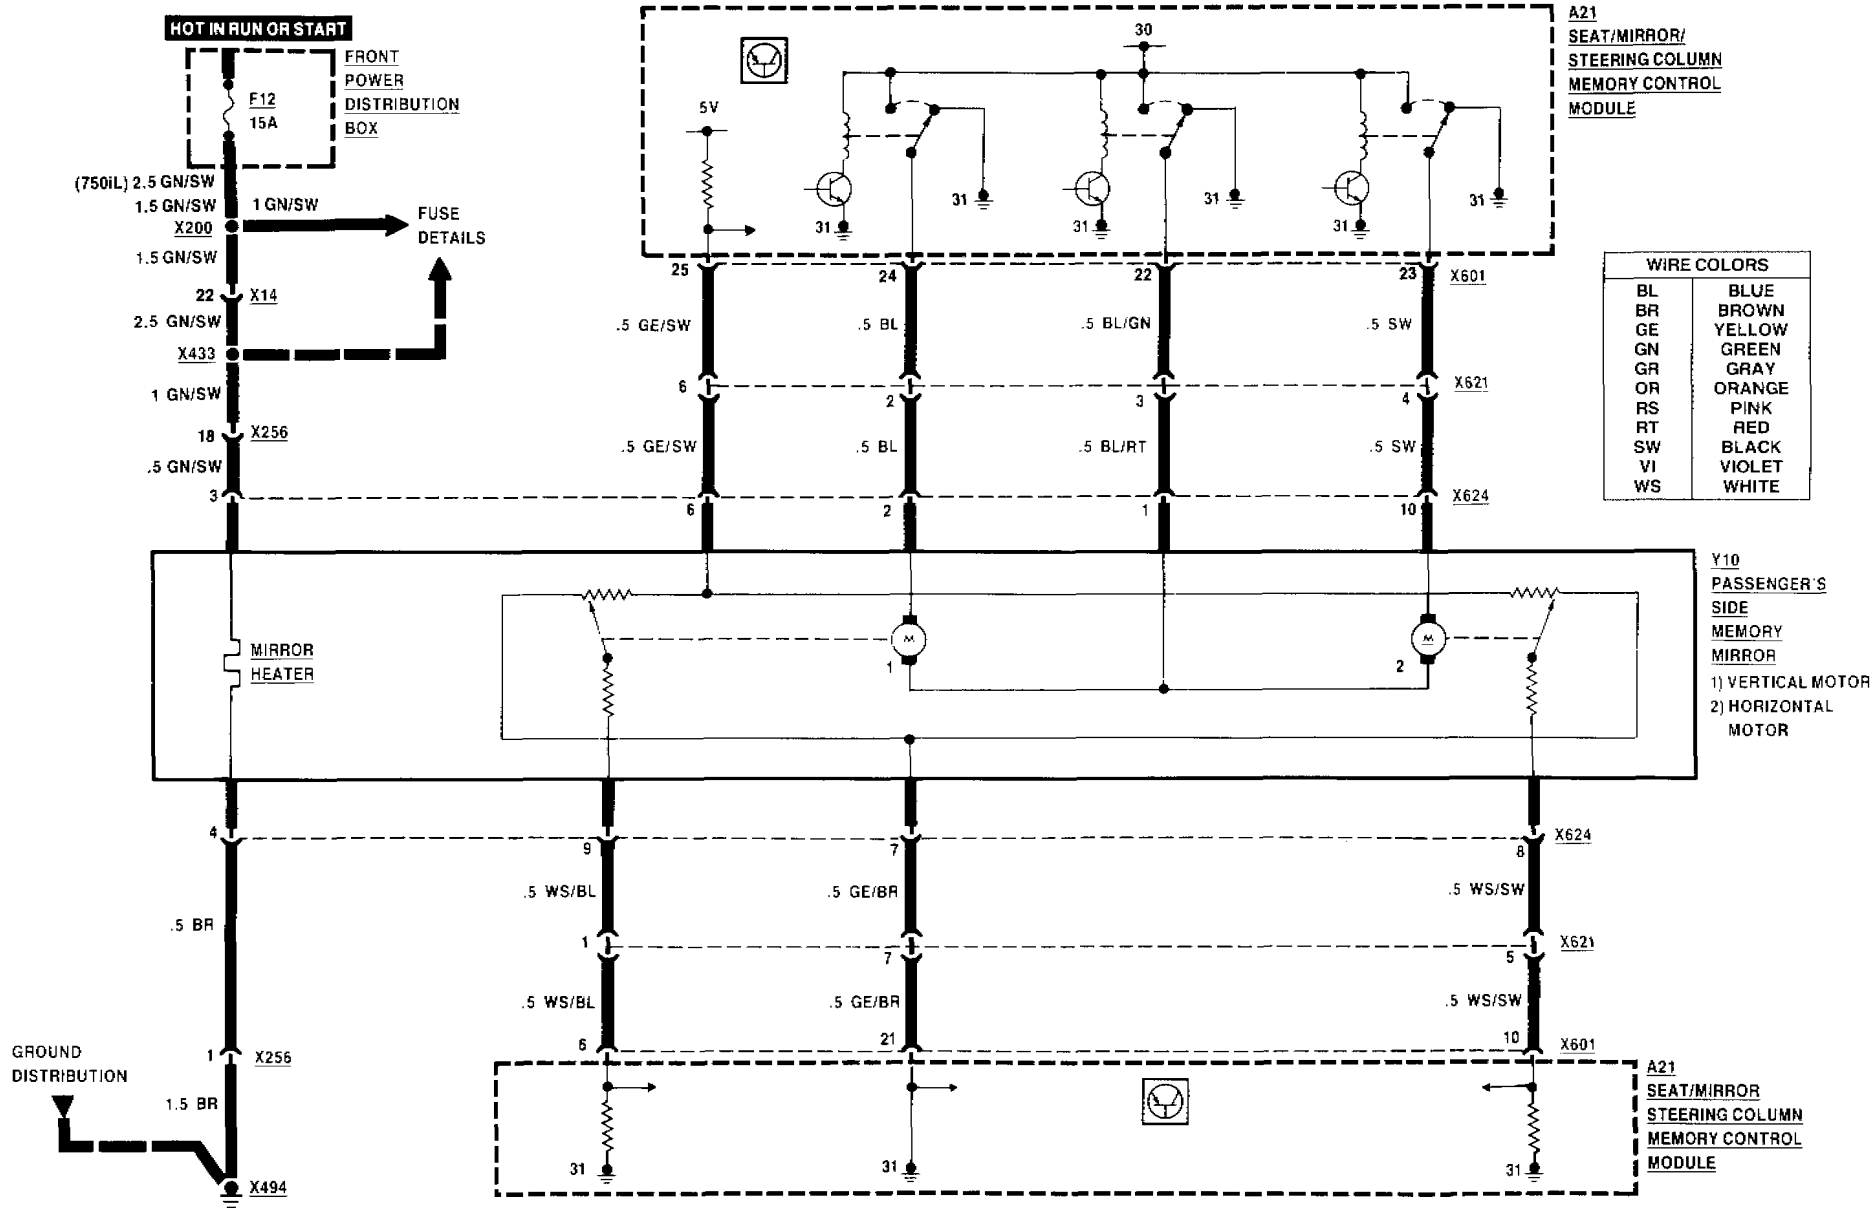 HOT IN RUN OR START
FRONT
POWER
DISTRIBUTION
BOX
F12
15A
(750iL) 2.5 GN/SW
1.5 GN/SW
1 GN/SW
X200
FUSE
DETAILS
1.5 GN/SW
22
X14
2.5 GN/SW
X433
1 GN/SW
18
X256
.5 GN/SW
3
A21
SEAT/MIRROR/
STEERING COLUMN
MEMORY CONTROL
MODULE
30
5V
31
31
31
31
31
31
25
24
22
23
X601
.5 GE/SW
.5 BL
.5 BL/GN
.5 SW
6
2
3
4
X621
.5 GE/SW
.5 BL
.5 BL/RT
.5 SW
X624
6
2
1
10
WIRE COLORS
BL BLUE
BR BROWN
GE YELLOW
GN GREEN
GR GRAY
OR ORANGE
RS PINK
RT RED
SW BLACK
VI VIOLET
WS WHITE
MIRROR
HEATER
M
1
M
2
Y10
PASSENGER'S
SIDE
MEMORY
MIRROR
1) VERTICAL MOTOR
2) HORIZONTAL
MOTOR
4
9
7
8
X624
.5 BR
.5 WS/BL
.5 GE/BR
.5 WS/SW
1
7
5
X621
.5 WS/BL
.5 GE/BR
.5 WS/SW
6
21
10
X601
1
X256
GROUND
DISTRIBUTION
1.5 BR
X494
31
31
31
A21
SEAT/MIRROR
STEERING COLUMN
MEMORY CONTROL
MODULE